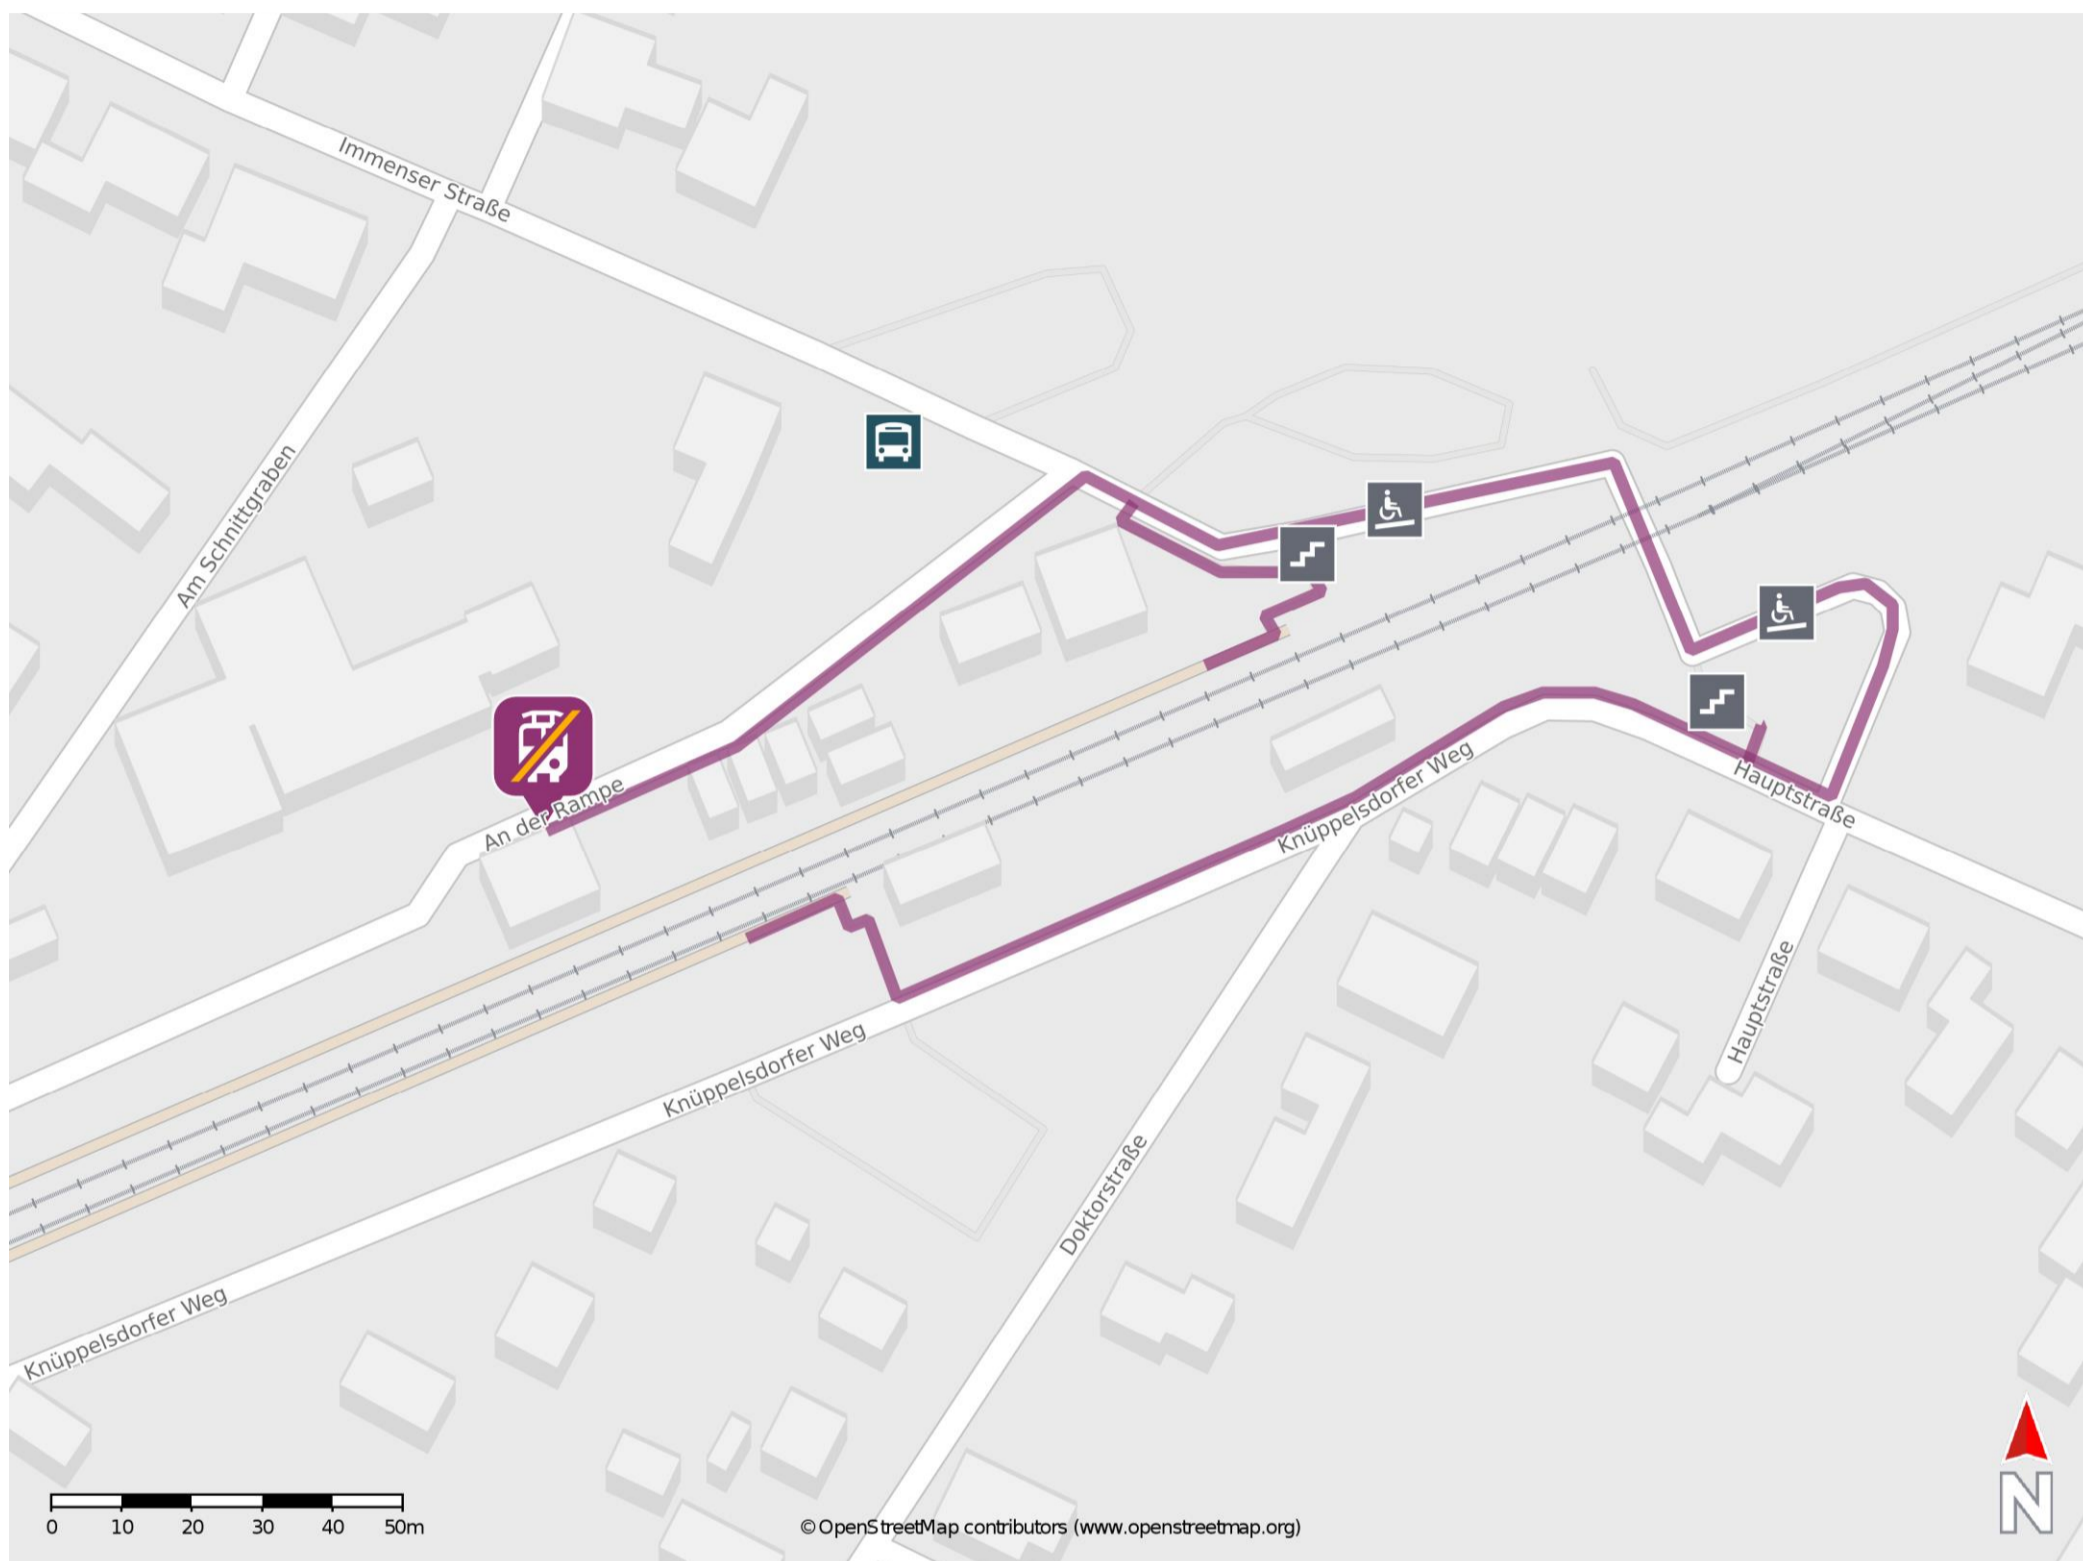 Immenser Straße
Am Schnittgraben
An der Rampe
Knüppelsdorfer Weg
Hauptstraße
Hauptstraße
Knüppelsdorfer Weg
Doktorstraße
Knüppelsdorfer Weg
0 10 20 30 40 50m
© OpenStreetMap contributors (www.openstreetmap.org)
N